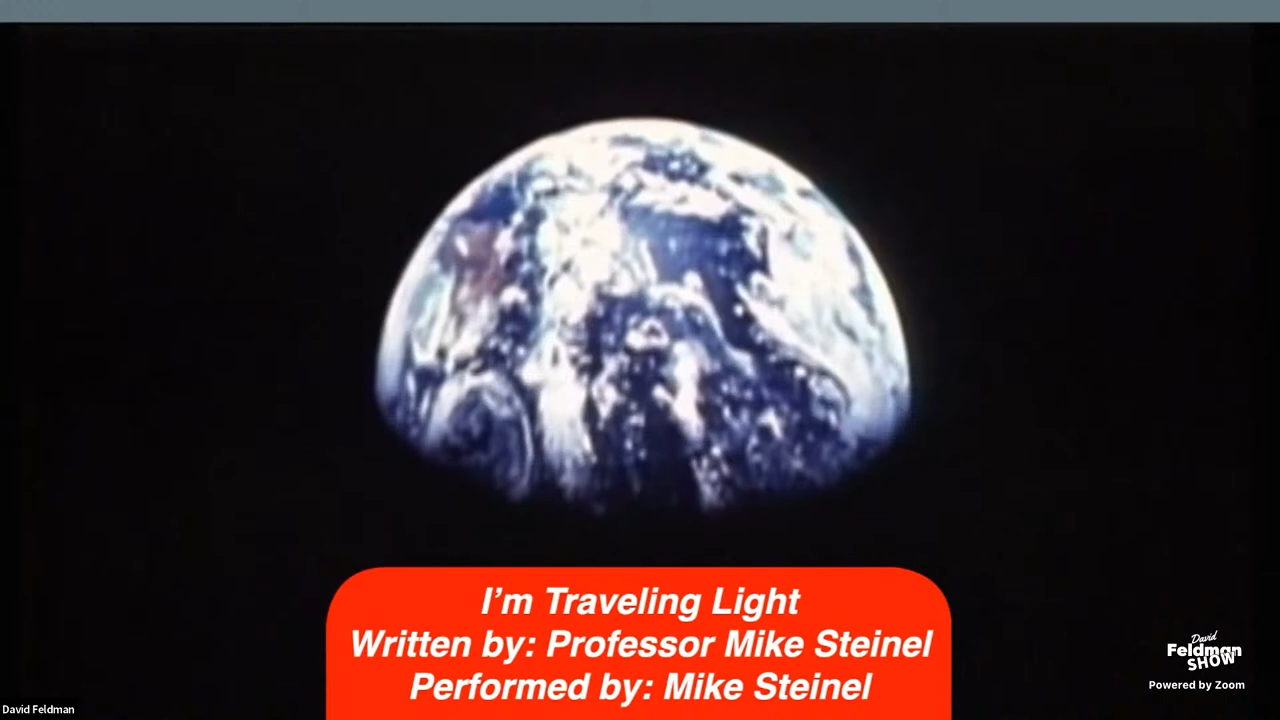 I'm Traveling Light
Written by: Professor Mike Steinel
Performed by: Mike Steinel
David
Feldman
SHOW
Powered by Zoom
David Feldman